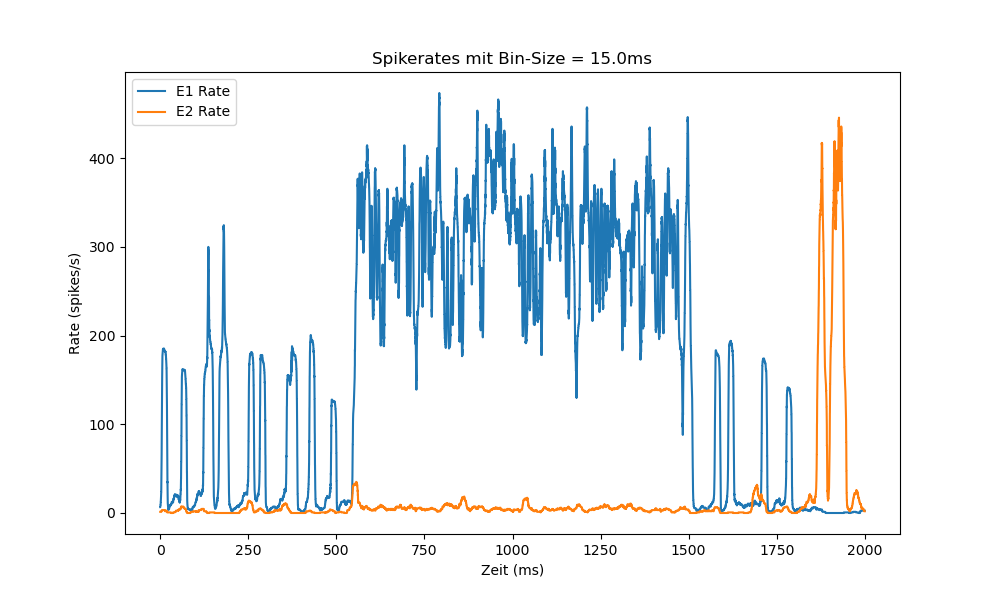 Spikerates mit Bin-Size = 15.0ms
E1 Rate
E2 Rate
Rate (spikes/s)
400
300
200
100
0
0 250 500 750 1000 1250 1500 1750 2000
Zeit (ms)